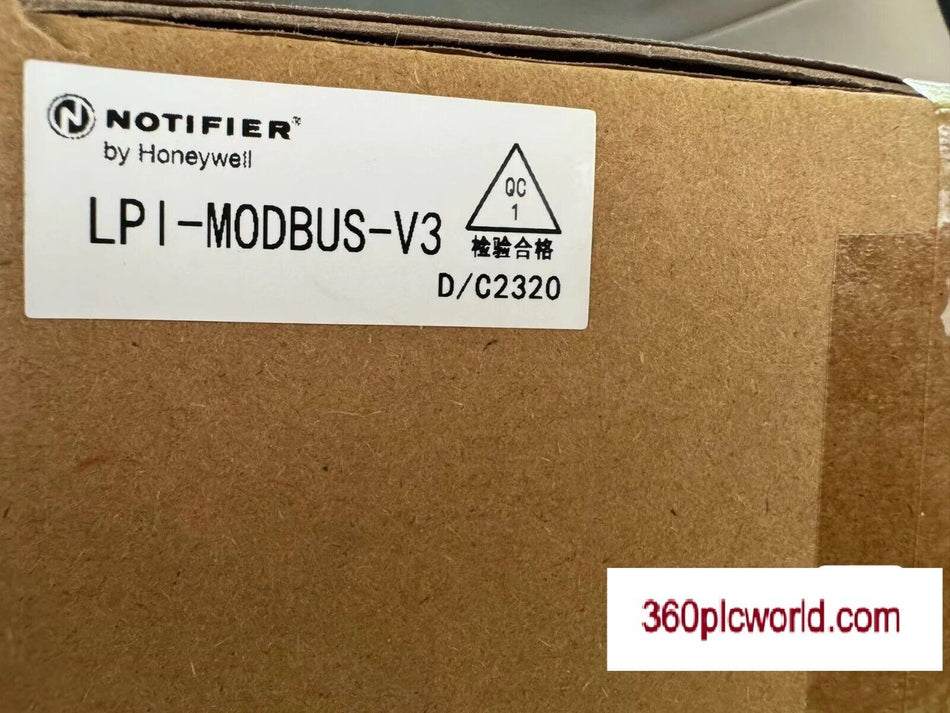 NOTIFIER
by Honeywell
LPI-MODBUS-V3
QC
1
检验合格
D/C2320
360plcworld.com